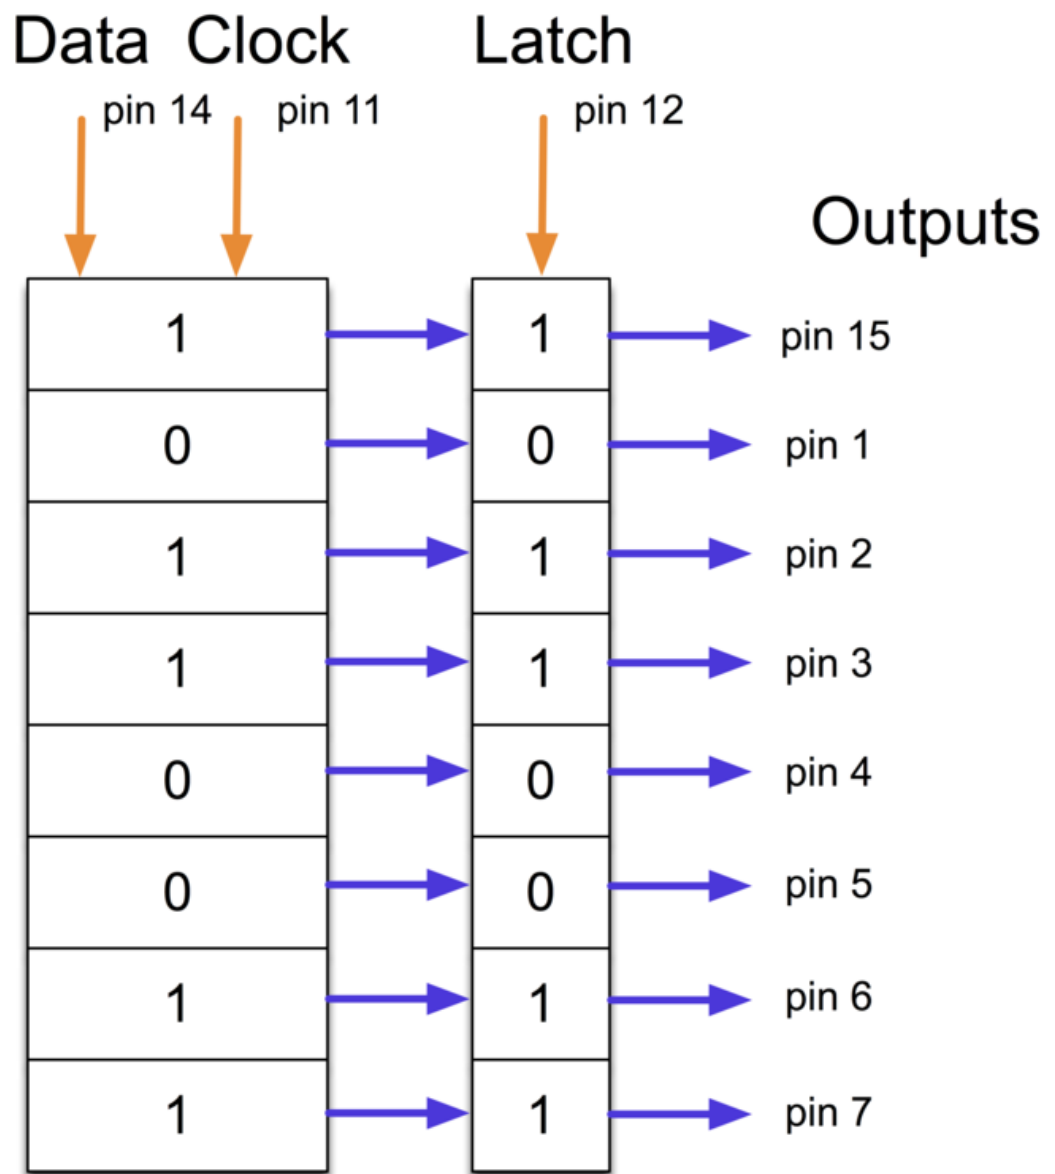 Data Clock Latch
pin 14 pin 11 pin 12
Outputs
1 1 pin 15
0 0 pin 1
1 1 pin 2
1 1 pin 3
0 0 pin 4
0 0 pin 5
1 1 pin 6
1 1 pin 7